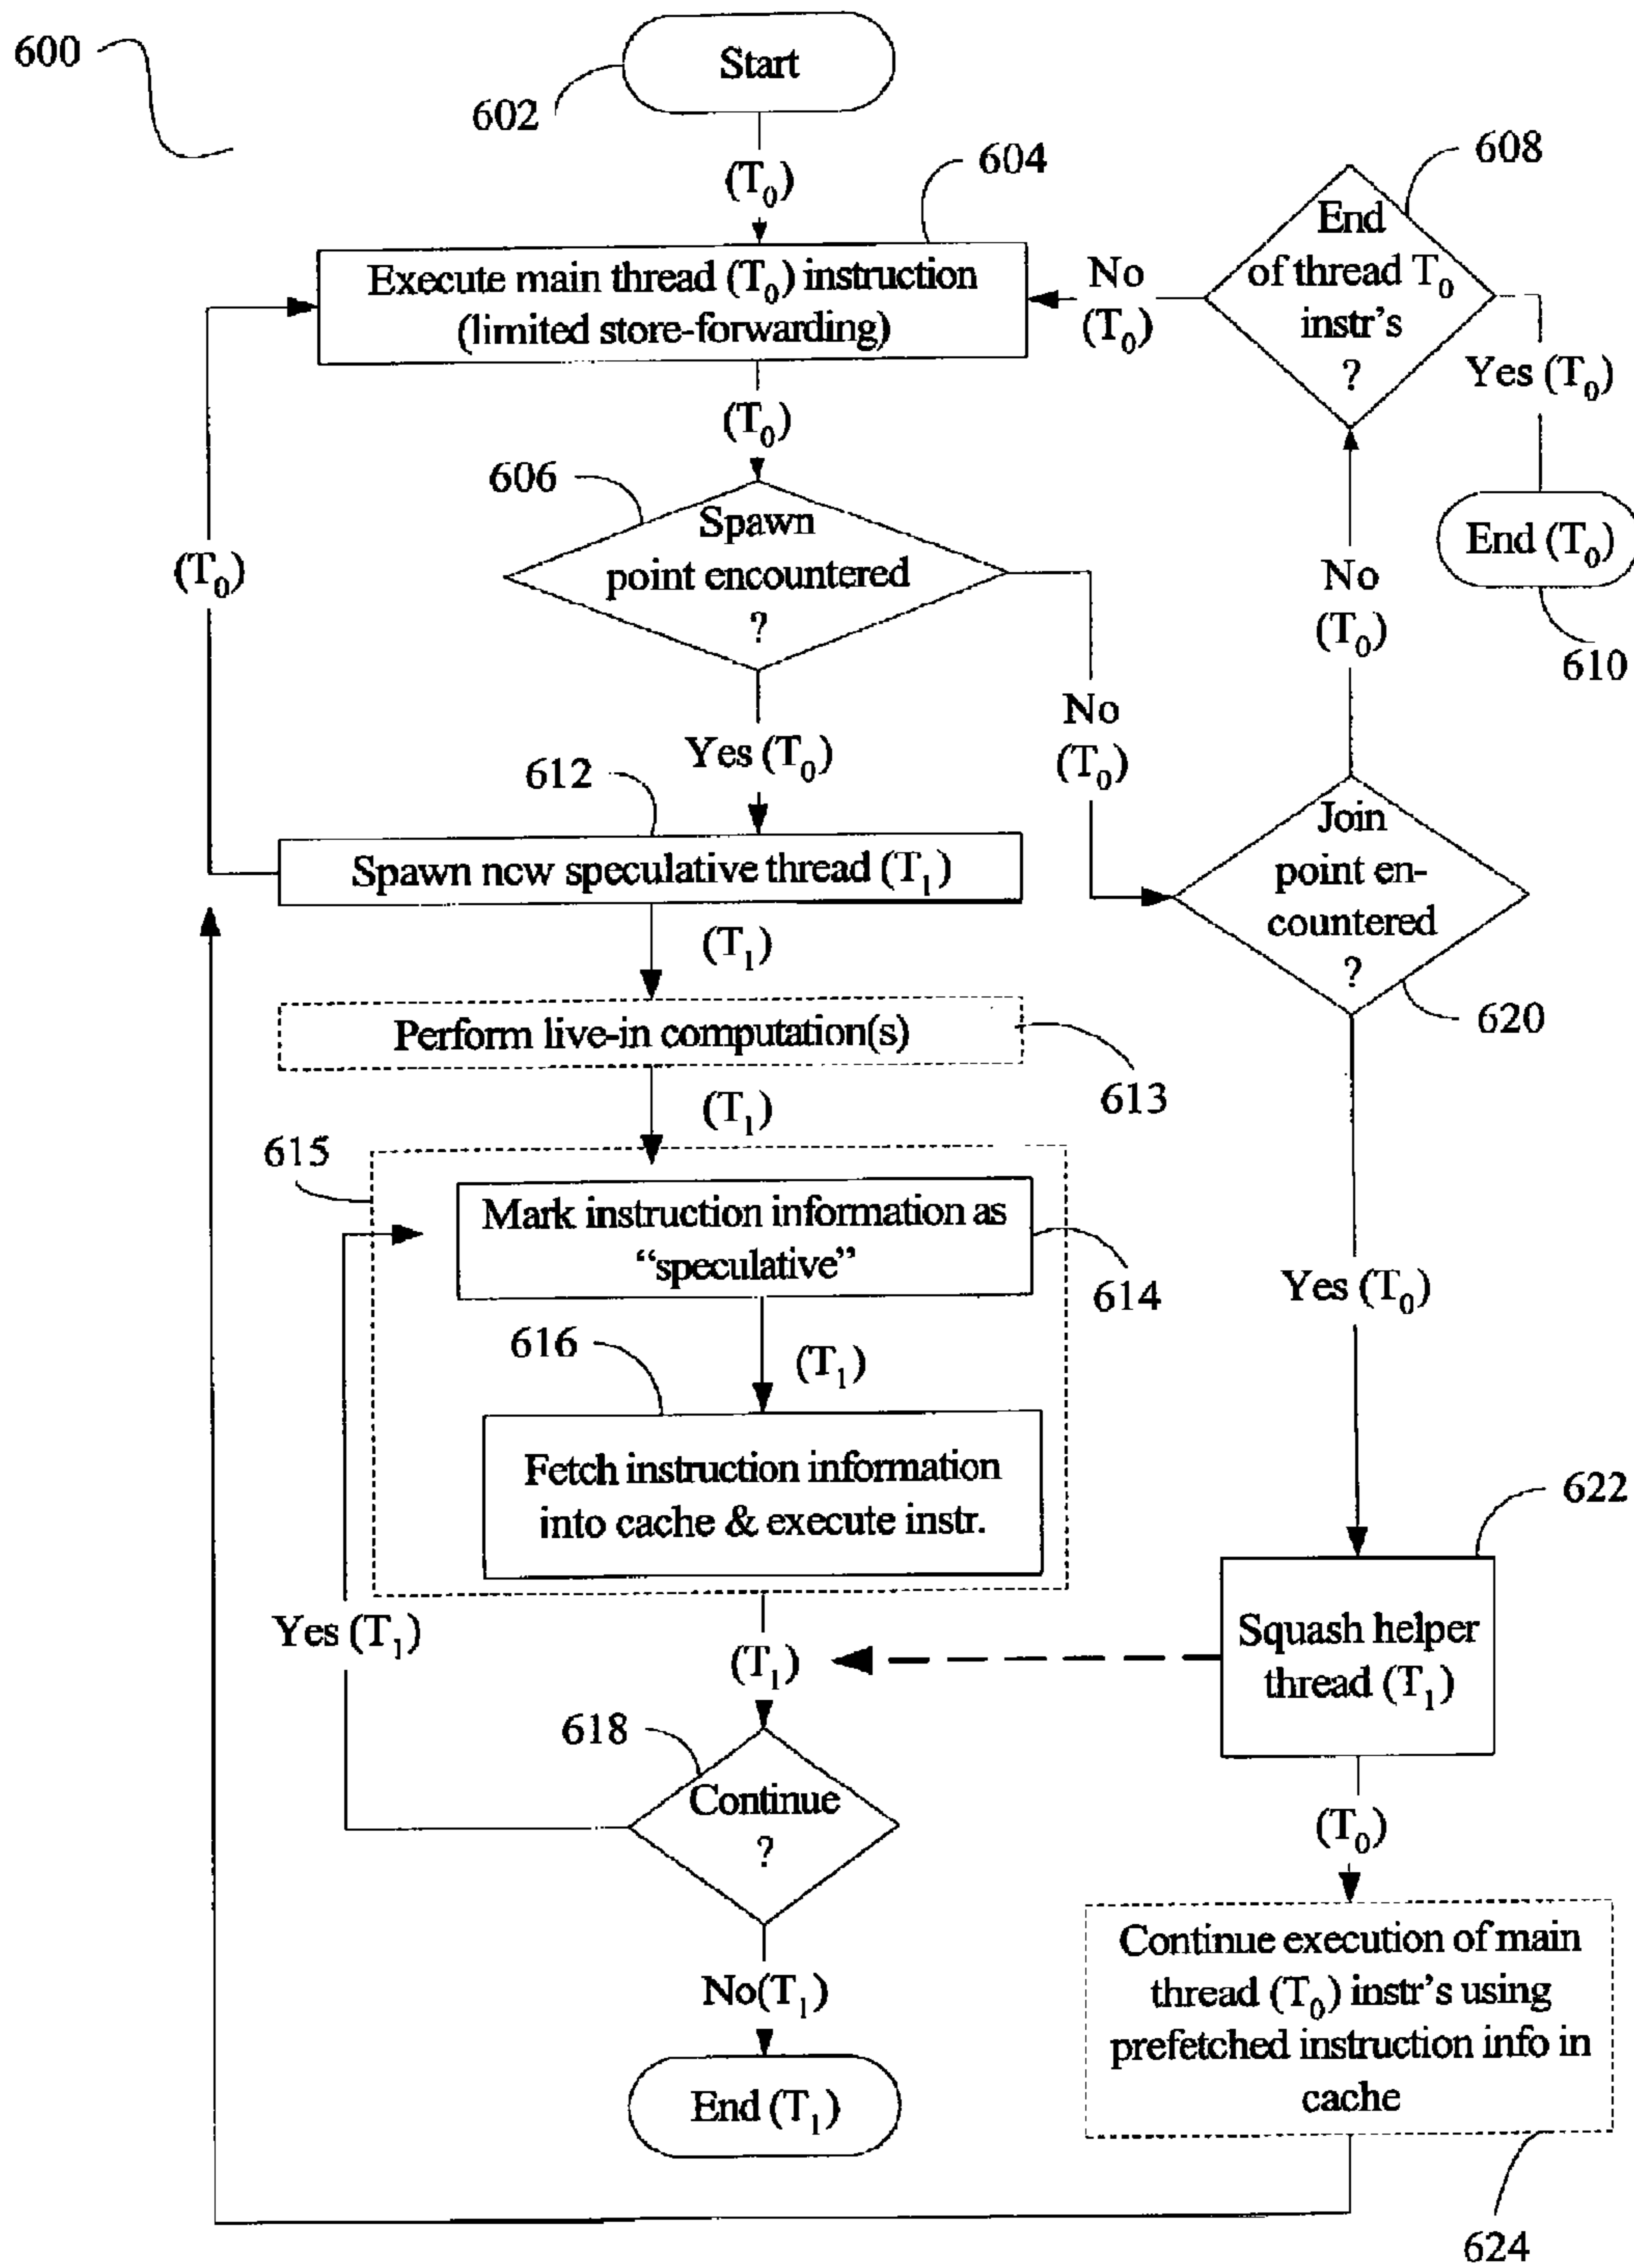 600
Start
602
(T0)
604
608
End
of thread T0
instr's
?
Execute main thread (T0) instruction
(limited store-forwarding)
No
(T0)
Yes (T0)
(T0)
606
Spawn
point encountered
?
End (T0)
610
(T0)
No
(T0)
No
(T0)
Yes (T0)
612
Spawn new speculative thread (T1)
Join
point en-
countered
?
620
(T1)
Perform live-in computation(s)
613
(T1)
615
Mark instruction information as
“speculative”
614
Yes (T0)
616
(T1)
Fetch instruction information
into cache & execute instr.
622
Yes (T1)
(T1)
Squash helper
thread (T1)
618
Continue
?
(T0)
No(T1)
Continue execution of main
thread (T0) instr's using
prefetched instruction info in
cache
End (T1)
624